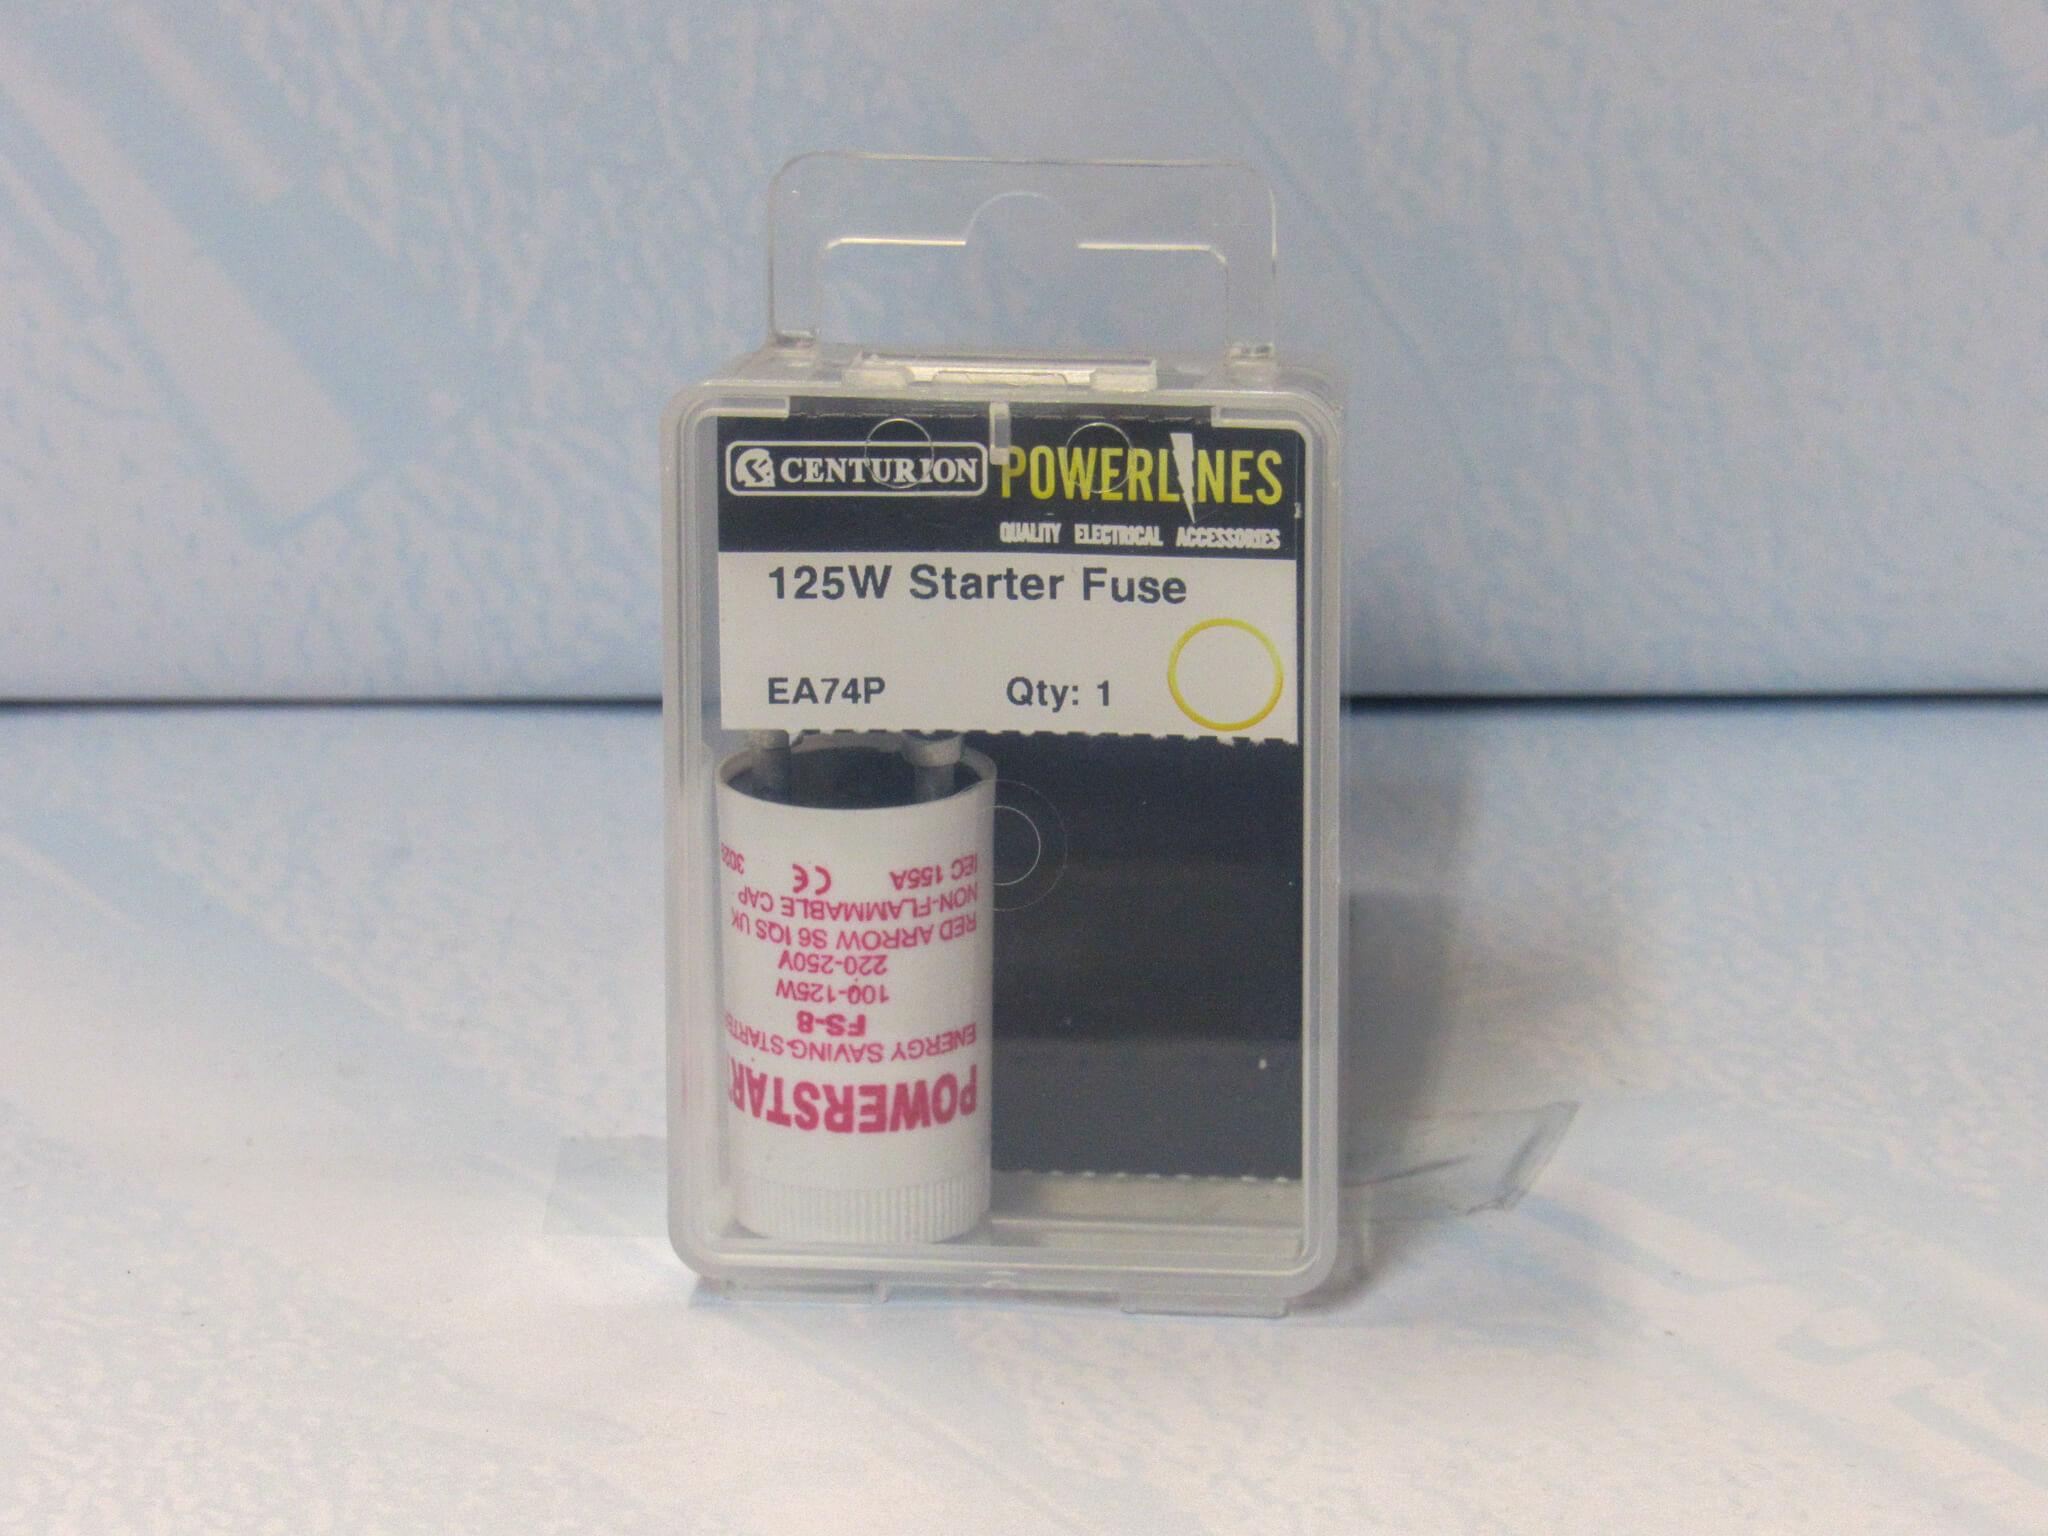 CENTURION POWERLINES
QUALITY ELECTRICAL ACCESSORIES
125W Starter Fuse
EA74P Qty: 1
POWERSTAR
ENERGY SAVING STARTE
FS-8
100-125W
220-250V
RED ARROW S6 IQS UK
NON-FLAMMABLE CAP
IEC 155A CE